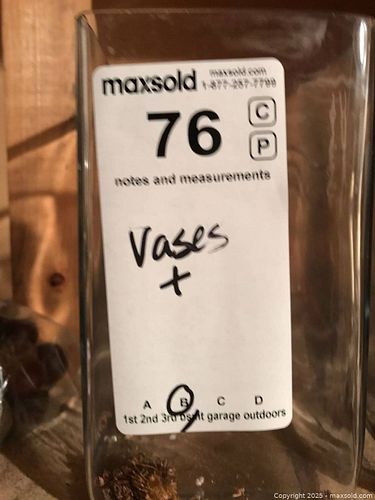 maxsold
maxsold.com
1-877-257-7799
76
C
P
notes and measurements
Vases
+
A B C D
1st 2nd 3rd bsmt garage outdoors
Copyright 2025 - maxsold.com